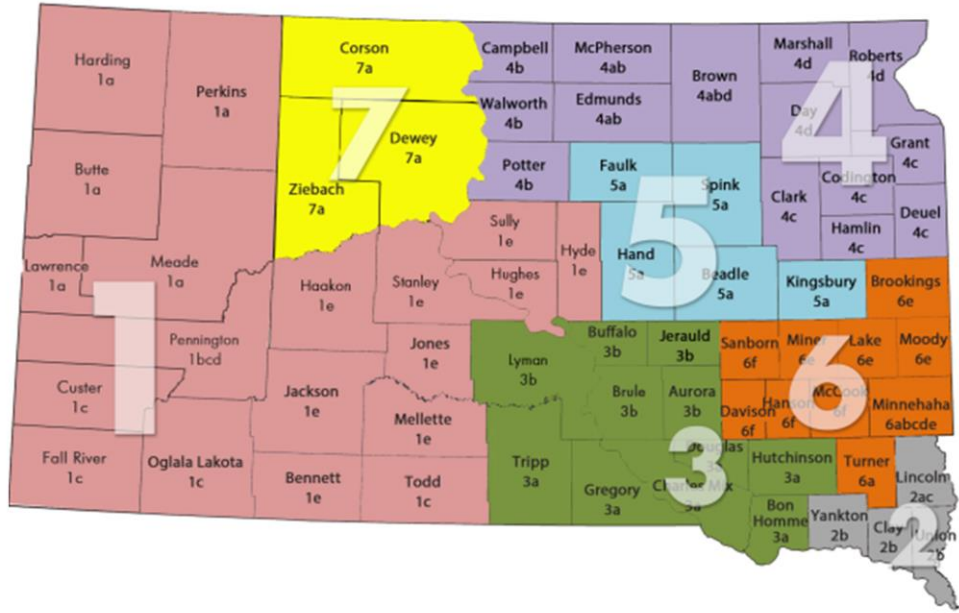 Harding
1a
Perkins
1a
Butte
1a
Lawrence
1a
Meade
1a
Pennington
1bcd
Custer
1c
Fall River
1c
Oglala Lakota
1c
1
Haakon
1e
Stanley
1e
Sully
1e
Hughes
1e
Hyde
1e
Jones
1e
Jackson
1e
Mellette
1e
Bennett
1e
Todd
1c
Corson
7a
Dewey
7a
Ziebach
7a
7
Campbell
4b
McPherson
4ab
Brown
4abd
Marshall
4d
Roberts
4d
Walworth
4b
Edmunds
4ab
Day
4d
Grant
4c
Potter
4b
Codington
4c
Clark
4c
Hamlin
4c
Deuel
4c
4
Faulk
5a
Spink
5a
Hand
5a
Beadle
5a
Kingsbury
5a
5
Brookings
6e
Sanborn
6f
Miner
6e
Lake
6e
Moody
6e
Davison
6f
Hanson
6f
McCook
6f
Minnehaha
6abcde
Turner
6a
6
Lyman
3b
Buffalo
3b
Jerauld
3b
Brule
3b
Aurora
3b
Tripp
3a
Gregory
3a
Douglas
3a
Charles Mix
3a
Hutchinson
3a
Bon
Homme
3a
3
Lincoln
2ac
Yankton
2b
Clay
2b
Union
2b
2